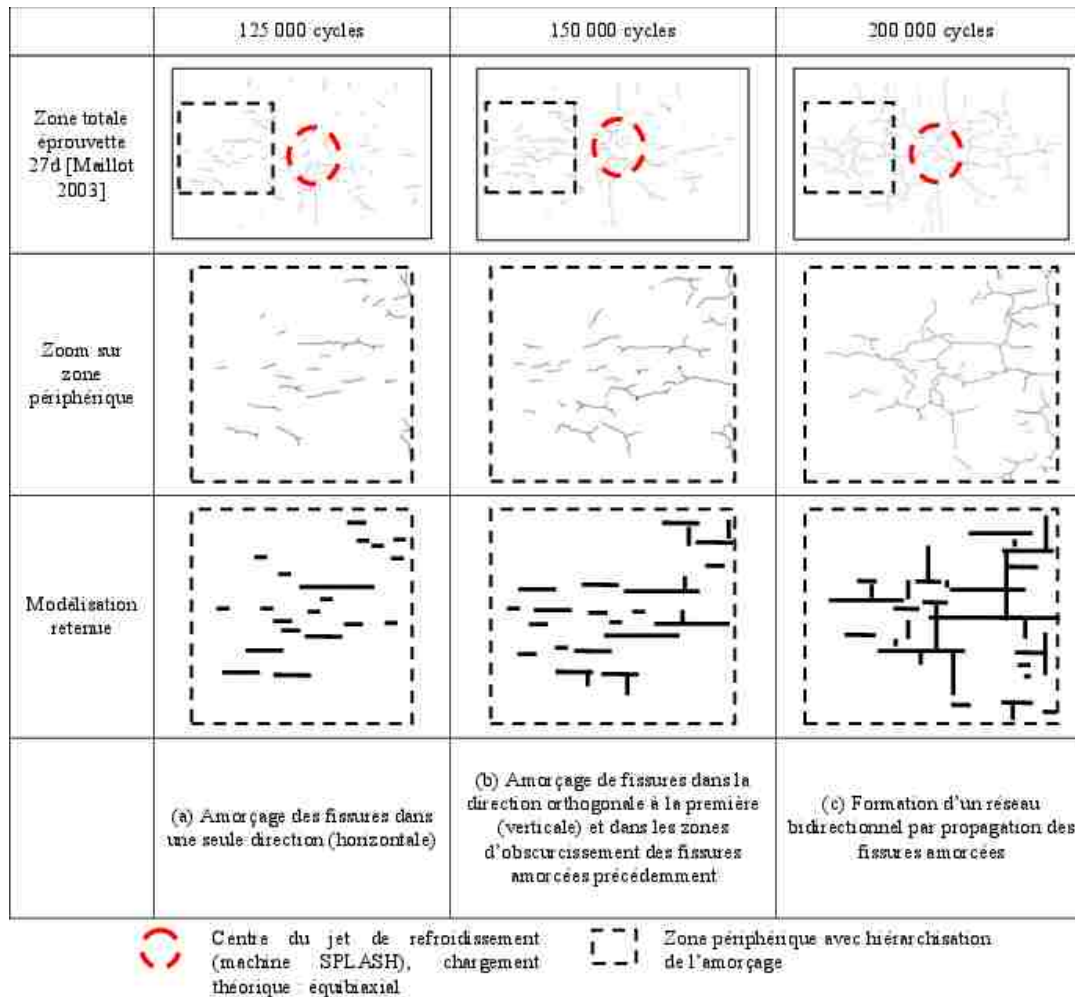 125 000 cycles
150 000 cycles
200 000 cycles
Zone totale
éprouvette
27d [Maillot
2003]
Zoom sur
zone
périphérique
Modélisation
retenue
(a) Amorçage des fissures dans
une seule direction (horizontale)
(b) Amorçage de fissures dans la
direction orthogonale à la première
(verticale) et dans les zones
d'obscurcissement des fissures
amorcées précédemment
(c) Formation d'un réseau
bidirectionnel par propagation des
fissures amorcées
Centre du jet de refroidissement
(machine SPLASH), chargement
théorique équibiaxial
Zone périphérique avec hiérarchisation
de l'amorçage